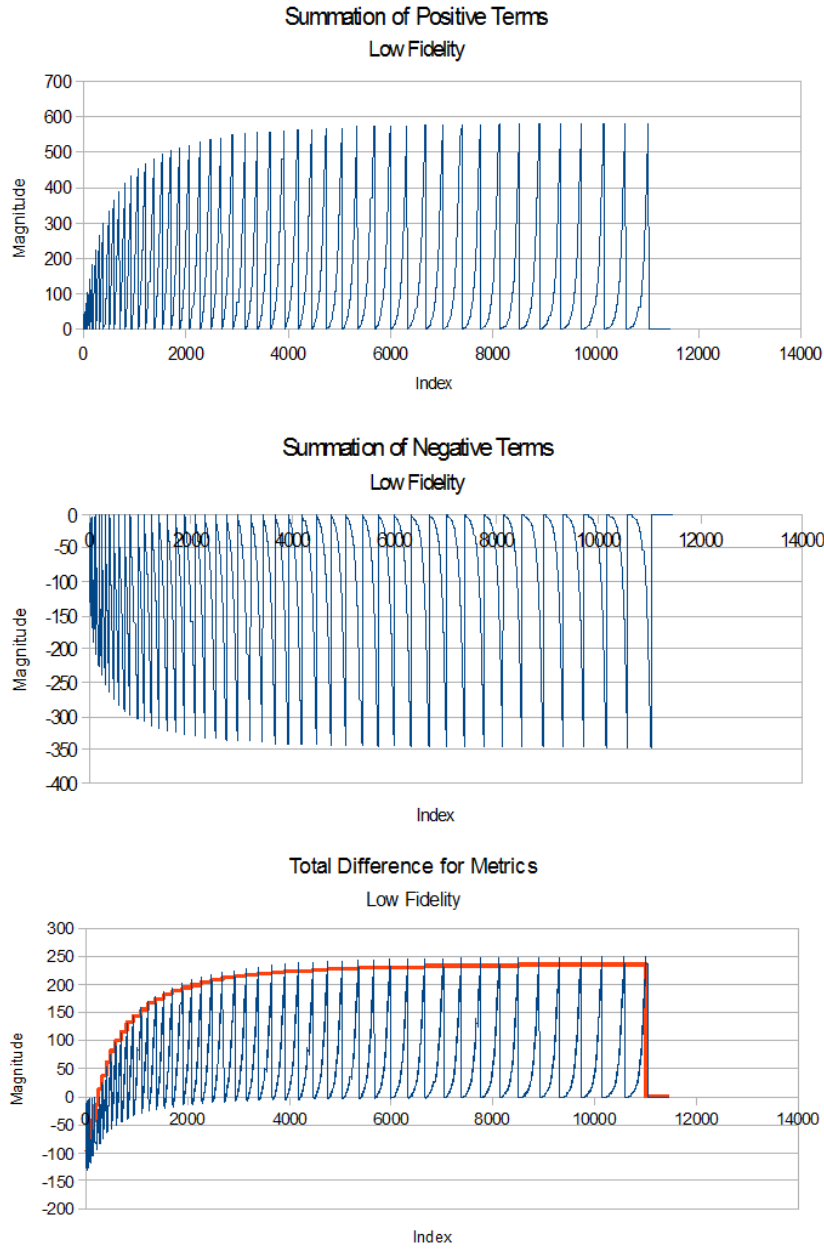 Summation of Positive Terms
Low Fidelity
700
600
500
400
300
200
100
0
0 2000 4000 6000 8000 10000 12000 14000
Magnitude
Index
Summation of Negative Terms
Low Fidelity
0
0 2000 4000 6000 8000 10000 12000 14000
-50
-100
-150
-200
-250
-300
-350
-400
Magnitude
Index
Total Difference for Metrics
Low Fidelity
300
250
200
150
100
50
0
0 2000 4000 6000 8000 10000 12000 14000
-50
-100
-150
-200
Magnitude
Index